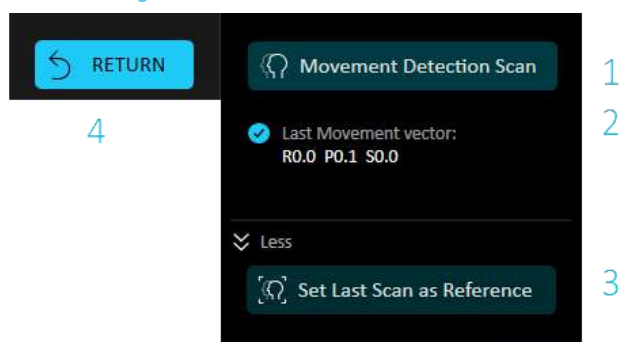 RETURN
Movement Detection Scan
1
Last Movement vector:
2
R0.0 P0.1 S0.0
4
Less
Set Last Scan as Reference
3